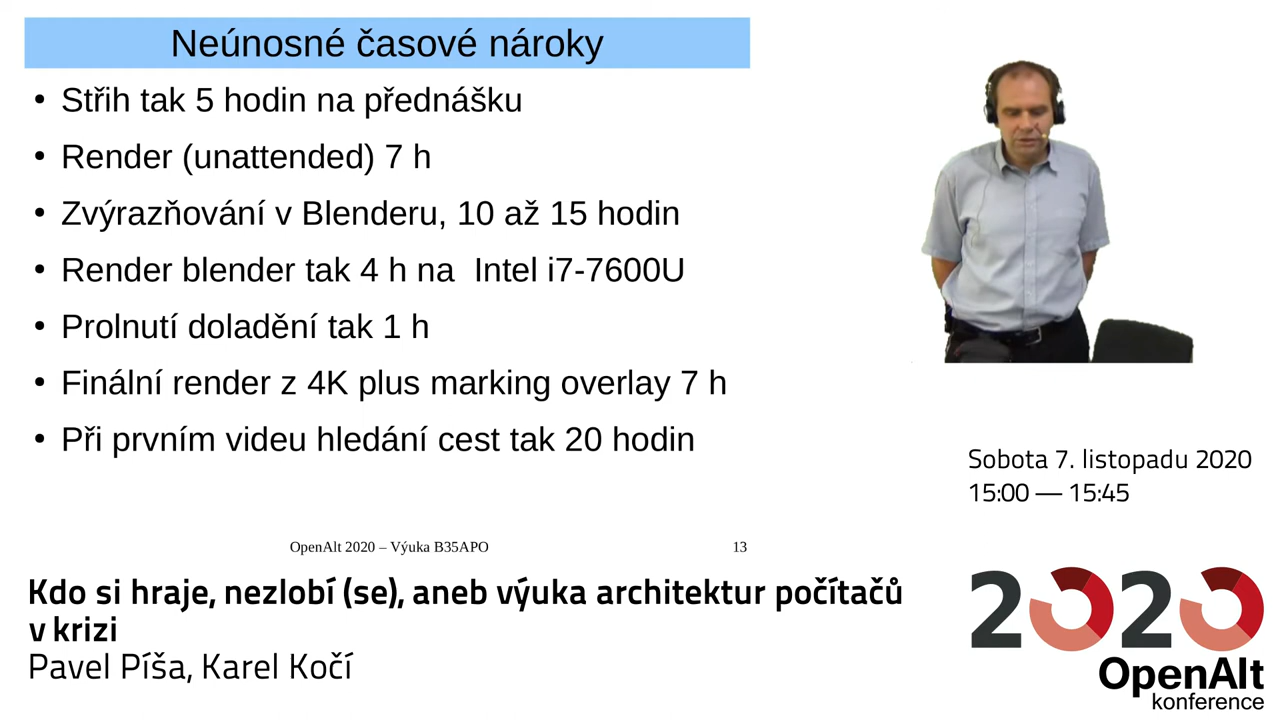 Neúnosné časové nároky
• Střih tak 5 hodin na přednášku
• Render (unattended) 7 h
• Zvýrazňování v Blenderu, 10 až 15 hodin
• Render blender tak 4 h na  Intel i7-7600U
• Prolnutí doladění tak 1 h
• Finální render z 4K plus marking overlay 7 h
• Při prvním videu hledání cest tak 20 hodin
OpenAlt 2020 – Výuka B35APO 13
Sobota 7. listopadu 2020
15:00 — 15:45
Kdo si hraje, nezlobí (se), aneb výuka architektur počítačů
v krizi
Pavel Píša, Karel Kočí
2020
OpenAlt
konference